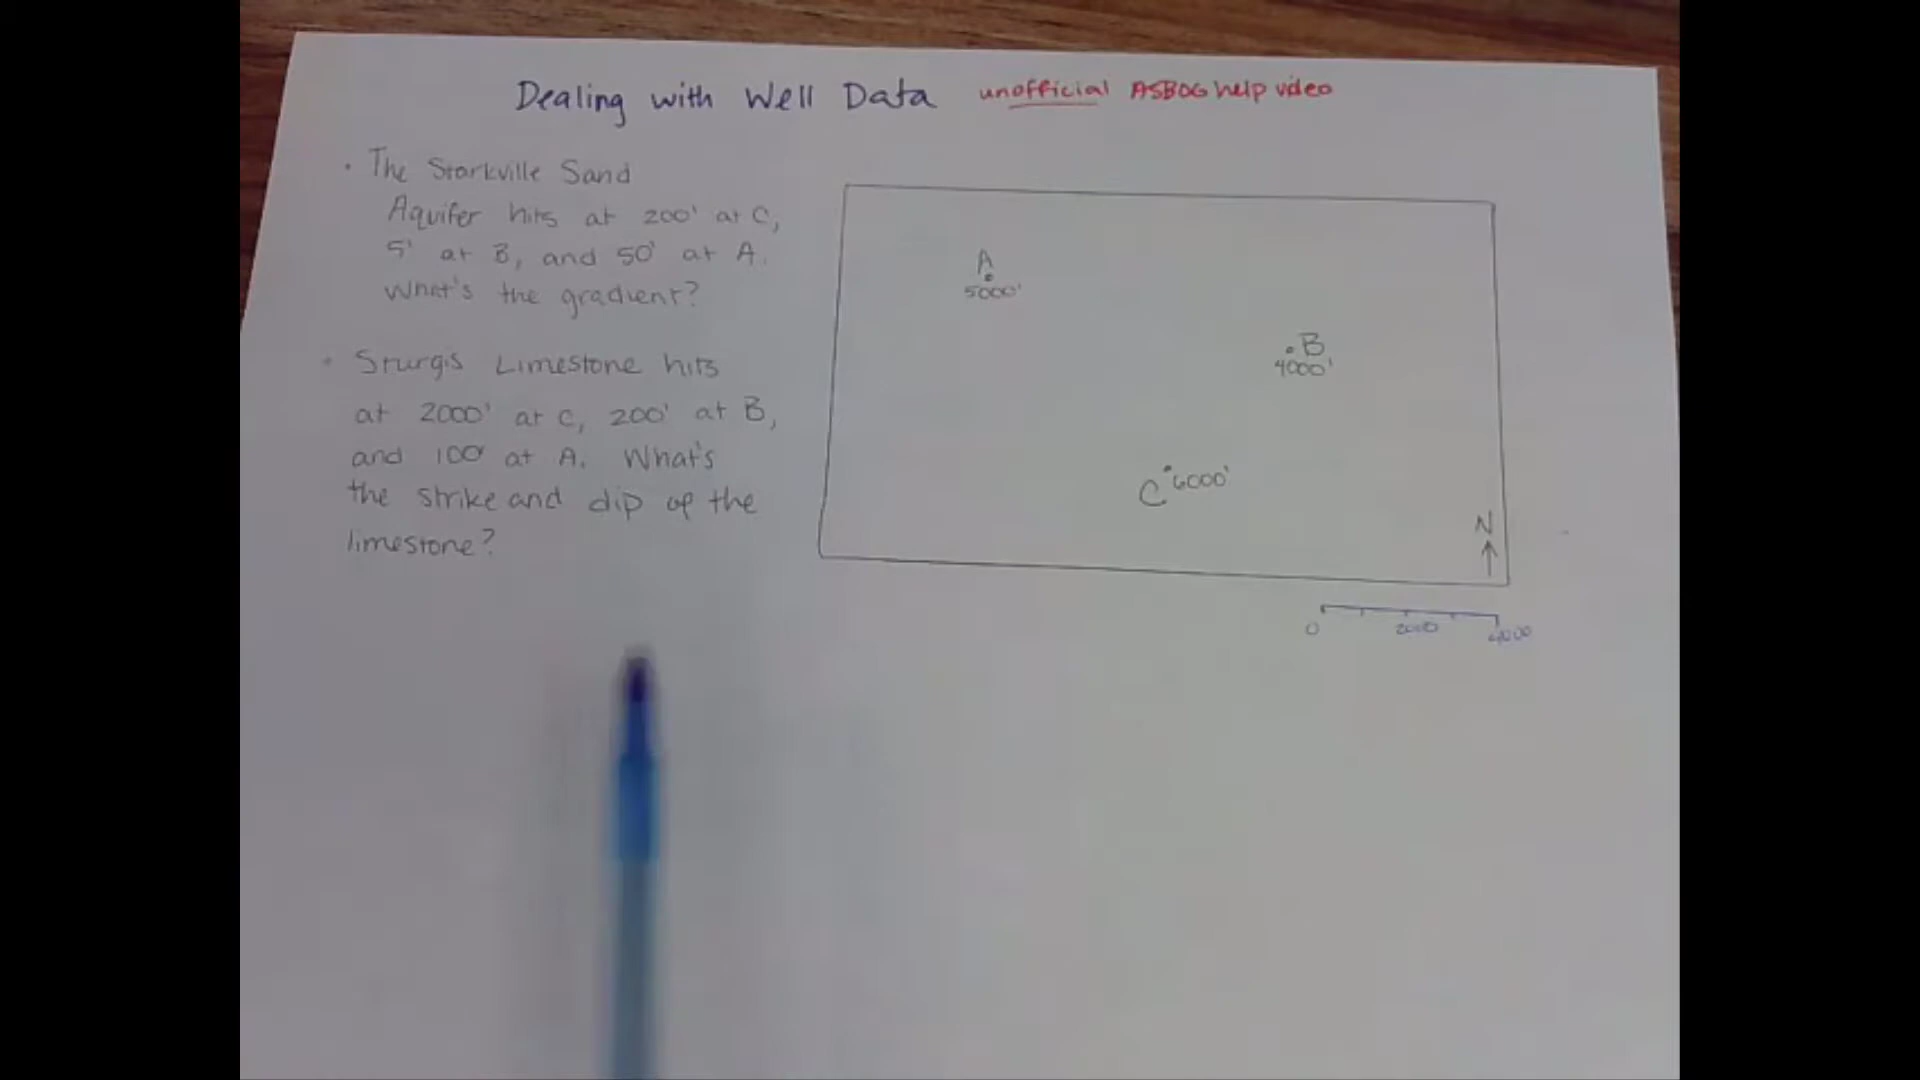 Dealing with Well Data unofficial ASBOG help video
• The Starkville Sand
Aquifer hits at 200' at C,
5' at B, and 50' at A.
What's the gradient?
• Sturgis Limestone hits
at 2000' at C, 200' at B,
and 100' at A. What's
the strike and dip of the
limestone?
A
5000'
B
4000'
C 6000'
N
0 2000 4000